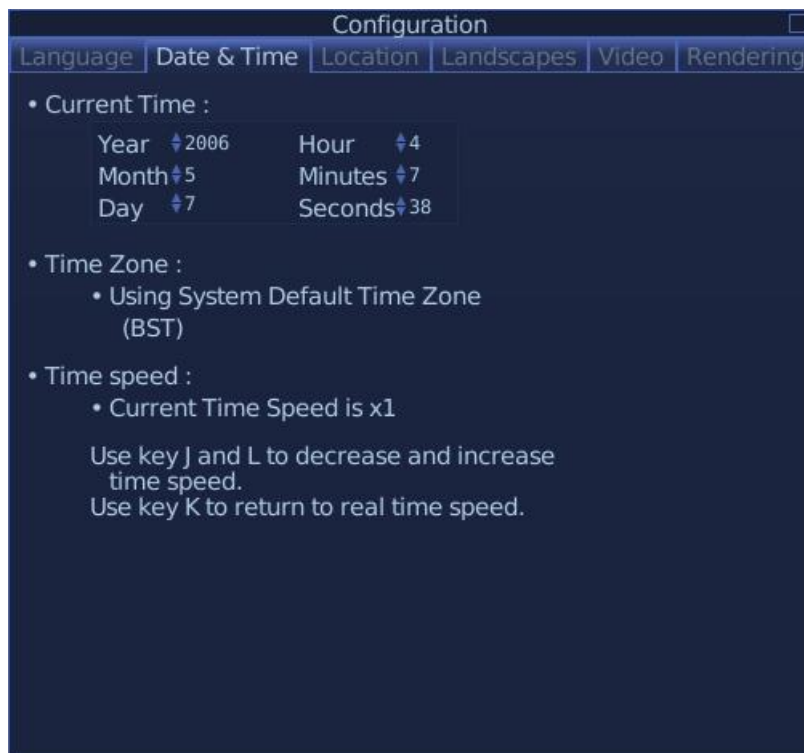 Configuration
Language Date & Time Location Landscapes Video Rendering
• Current Time :
Year 2006 Hour 4
Month 5 Minutes 7
Day 7 Seconds 38
• Time Zone :
• Using System Default Time Zone
(BST)
• Time speed :
• Current Time Speed is x1
Use key J and L to decrease and increase
time speed.
Use key K to return to real time speed.